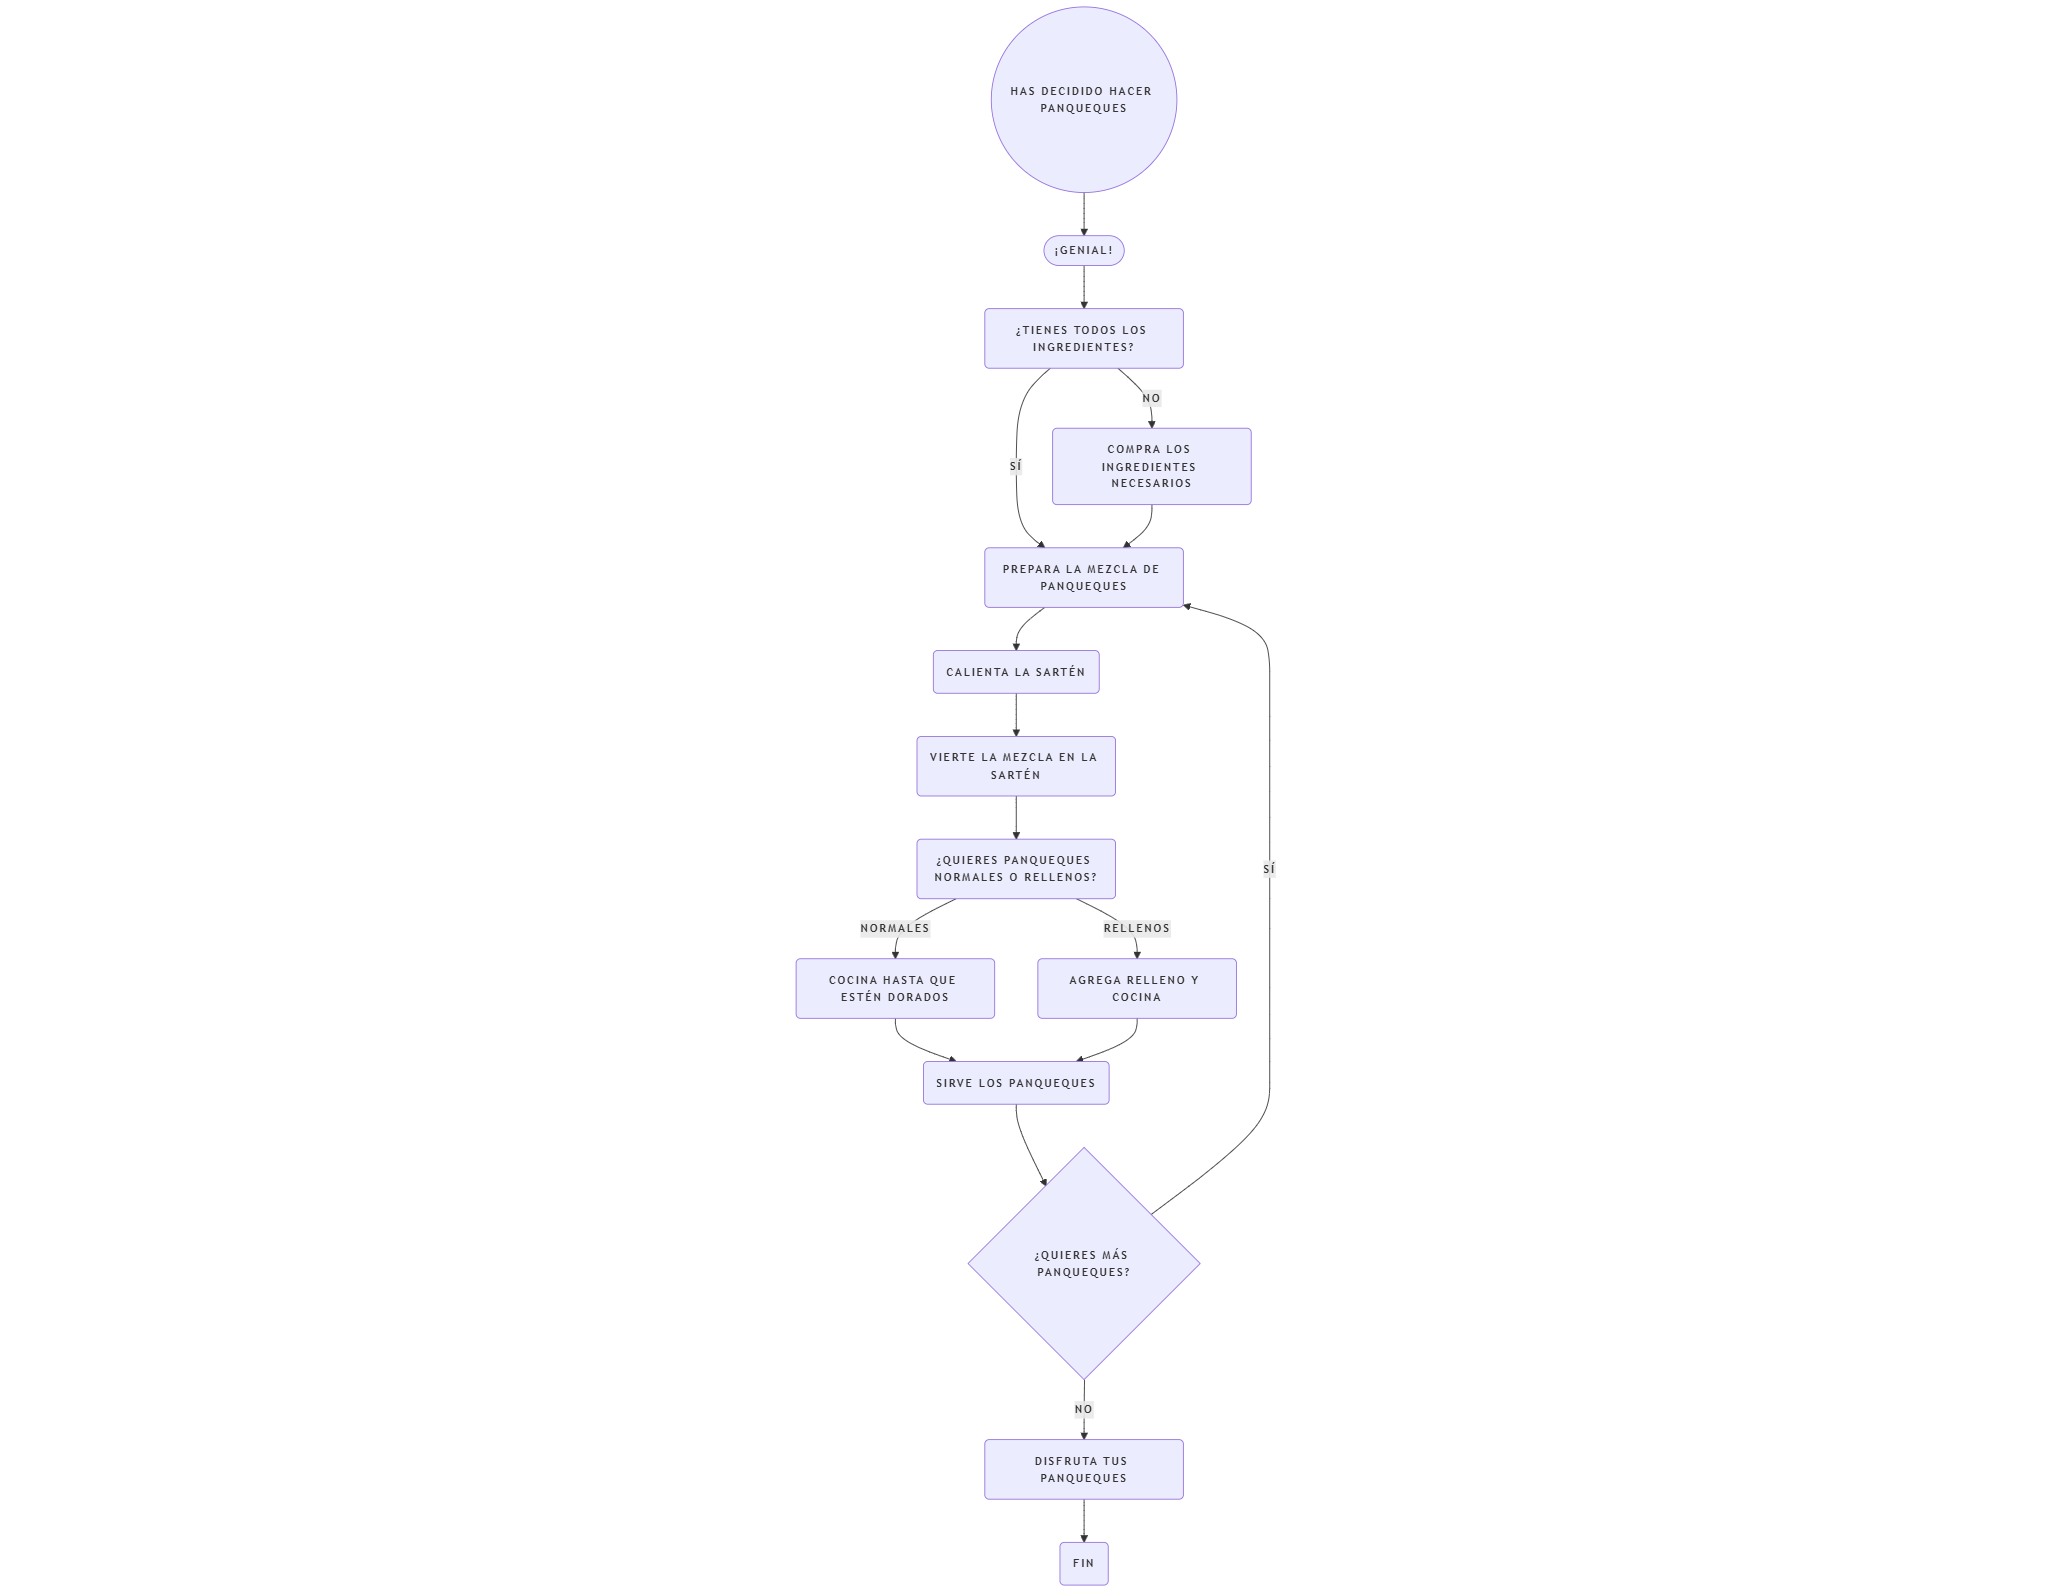 HAS DECIDIDO HACER
PANQUEQUES
¡GENIAL!
¿TIENES TODOS LOS
INGREDIENTES?
NO
COMPRA LOS
INGREDIENTES
NECESARIOS
SÍ
PREPARA LA MEZCLA DE
PANQUEQUES
CALIENTA LA SARTÉN
VIERTE LA MEZCLA EN LA
SARTÉN
¿QUIERES PANQUEQUES
NORMALES O RELLENOS?
SÍ
NORMALES
RELLENOS
COCINA HASTA QUE
ESTÉN DORADOS
AGREGA RELLENO Y
COCINA
SIRVE LOS PANQUEQUES
¿QUIERES MÁS
PANQUEQUES?
NO
DISFRUTA TUS
PANQUEQUES
FIN